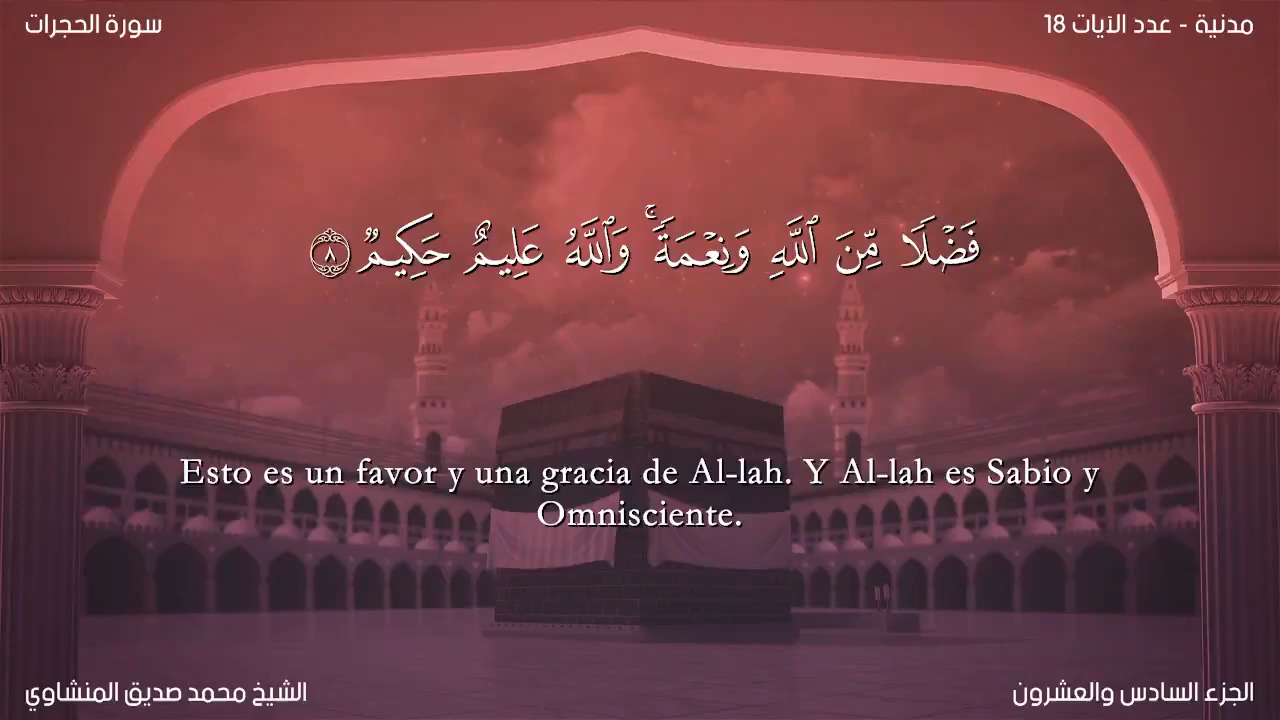 سورة الحجرات
مدنية - عدد الآيات 18
فَضْلًا مِّنَ ٱللَّهِ وَنِعْمَةً ۚ وَٱللَّهُ عَلِيمٌ حَكِيمٌ ٨
Esto es un favor y una gracia de Al-lah. Y Al-lah es Sabio y
Omnisciente.
الشيخ محمد صديق المنشاوي
الجزء السادس والعشرون